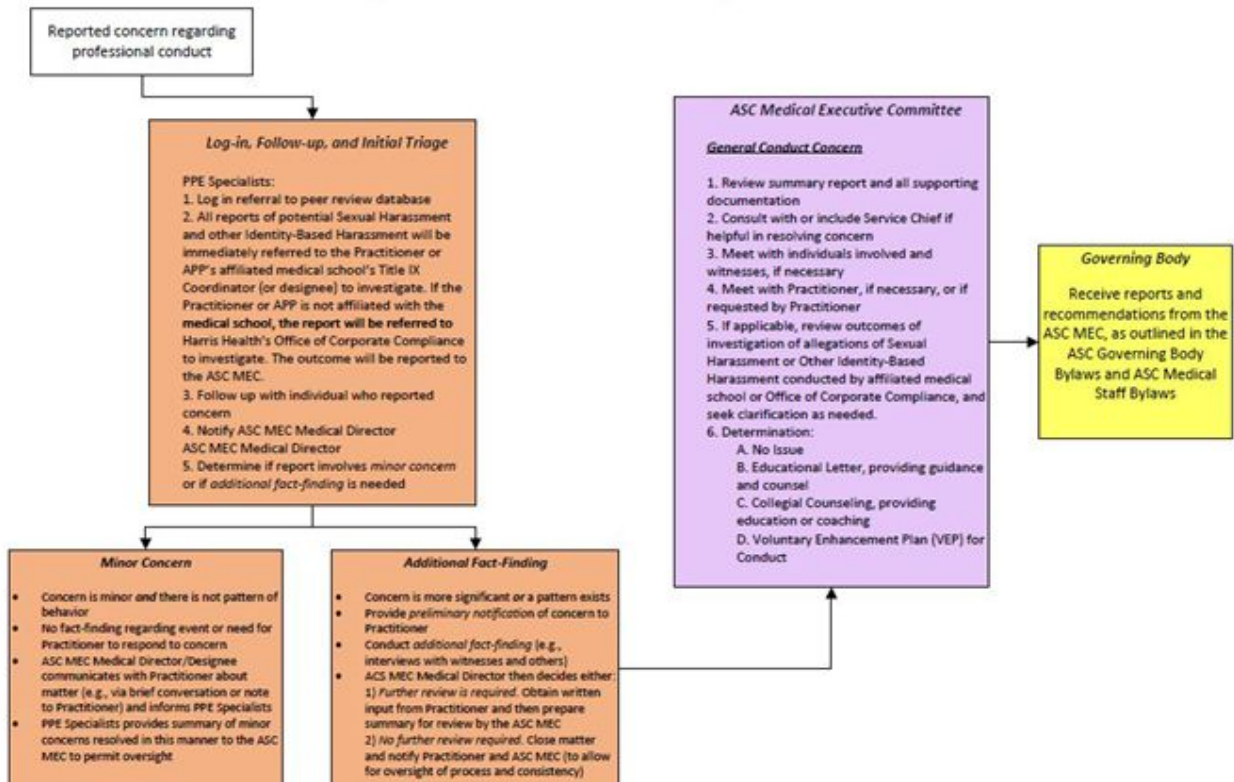 Reported concern regarding
professional conduct
Log-in, Follow-up, and Initial Triage
PPE Specialists:
1. Log in referral to peer review database
2. All reports of potential Sexual Harassment
and other Identity-Based Harassment will be
immediately referred to the Practitioner or
APP's affiliated medical school's Title IX
Coordinator (or designee) to investigate. If the
Practitioner or APP is not affiliated with the
medical school, the report will be referred to
Harris Health's Office of Corporate Compliance
to investigate. The outcome will be reported to
the ASC MEC.
3. Follow up with individual who reported
concern
4. Notify ASC MEC Medical Director
ASC MEC Medical Director
5. Determine if report involves minor concern
or if additional fact-finding is needed
Minor Concern
• Concern is minor and there is not pattern of
behavior
• No fact-finding regarding event or need for
Practitioner to respond to concern
• ASC MEC Medical Director/Designee
communicates with Practitioner about
matter (e.g., via brief conversation or note
to Practitioner) and informs PPE Specialists
• PPE Specialists provides summary of minor
concerns resolved in this manner to the ASC
MEC to permit oversight
Additional Fact-Finding
• Concern is more significant or a pattern exists
• Provide preliminary notification of concern to
Practitioner
• Conduct additional fact-finding (e.g.,
interviews with witnesses and others)
• ACS MEC Medical Director then decides either:
1) Further review is required. Obtain written
input from Practitioner and then prepare
summary for review by the ASC MEC
2) No further review required. Close matter
and notify Practitioner and ASC MEC (to allow
for oversight of process and consistency)
ASC Medical Executive Committee
General Conduct Concern
1. Review summary report and all supporting
documentation
2. Consult with or include Service Chief if
helpful in resolving concern
3. Meet with individuals involved and
witnesses, if necessary
4. Meet with Practitioner, if necessary, or if
requested by Practitioner
5. If applicable, review outcomes of
investigation of allegations of Sexual
Harassment or Other Identity-Based
Harassment conducted by affiliated medical
school or Office of Corporate Compliance, and
seek clarification as needed.
6. Determination:
A. No Issue
B. Educational Letter, providing guidance
and counsel
C. Collegial Counseling, providing
education or coaching
D. Voluntary Enhancement Plan (VEP) for
Conduct
Governing Body
Receive reports and
recommendations from the
ASC MEC, as outlined in the
ASC Governing Body
Bylaws and ASC Medical
Staff Bylaws